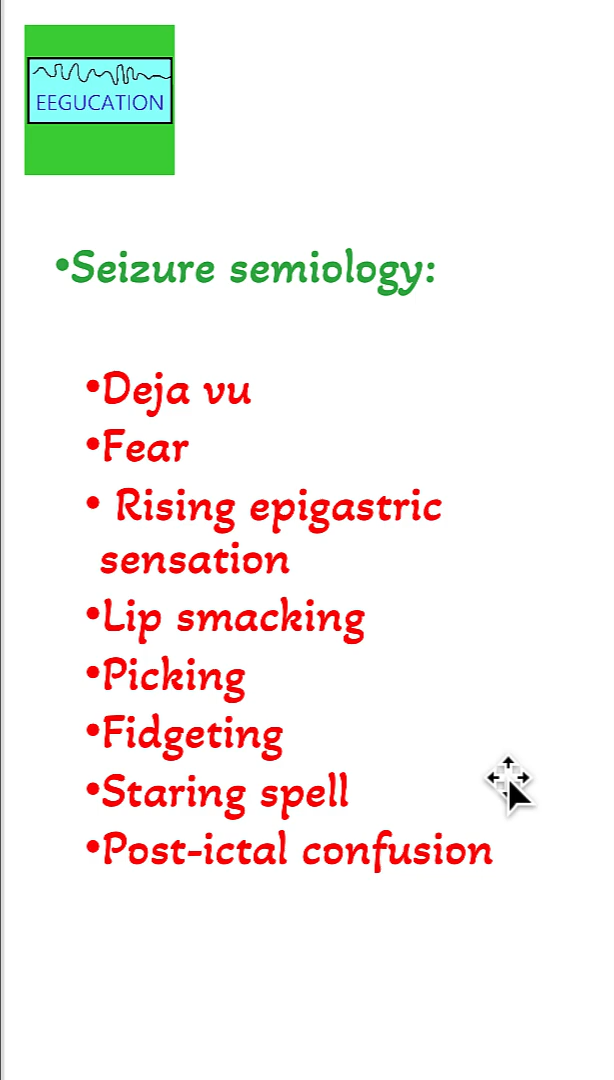 EEGUCATION
•Seizure semiology:
•Deja vu
•Fear
• Rising epigastric
sensation
•Lip smacking
•Picking
•Fidgeting
•Staring spell
•Post-ictal confusion